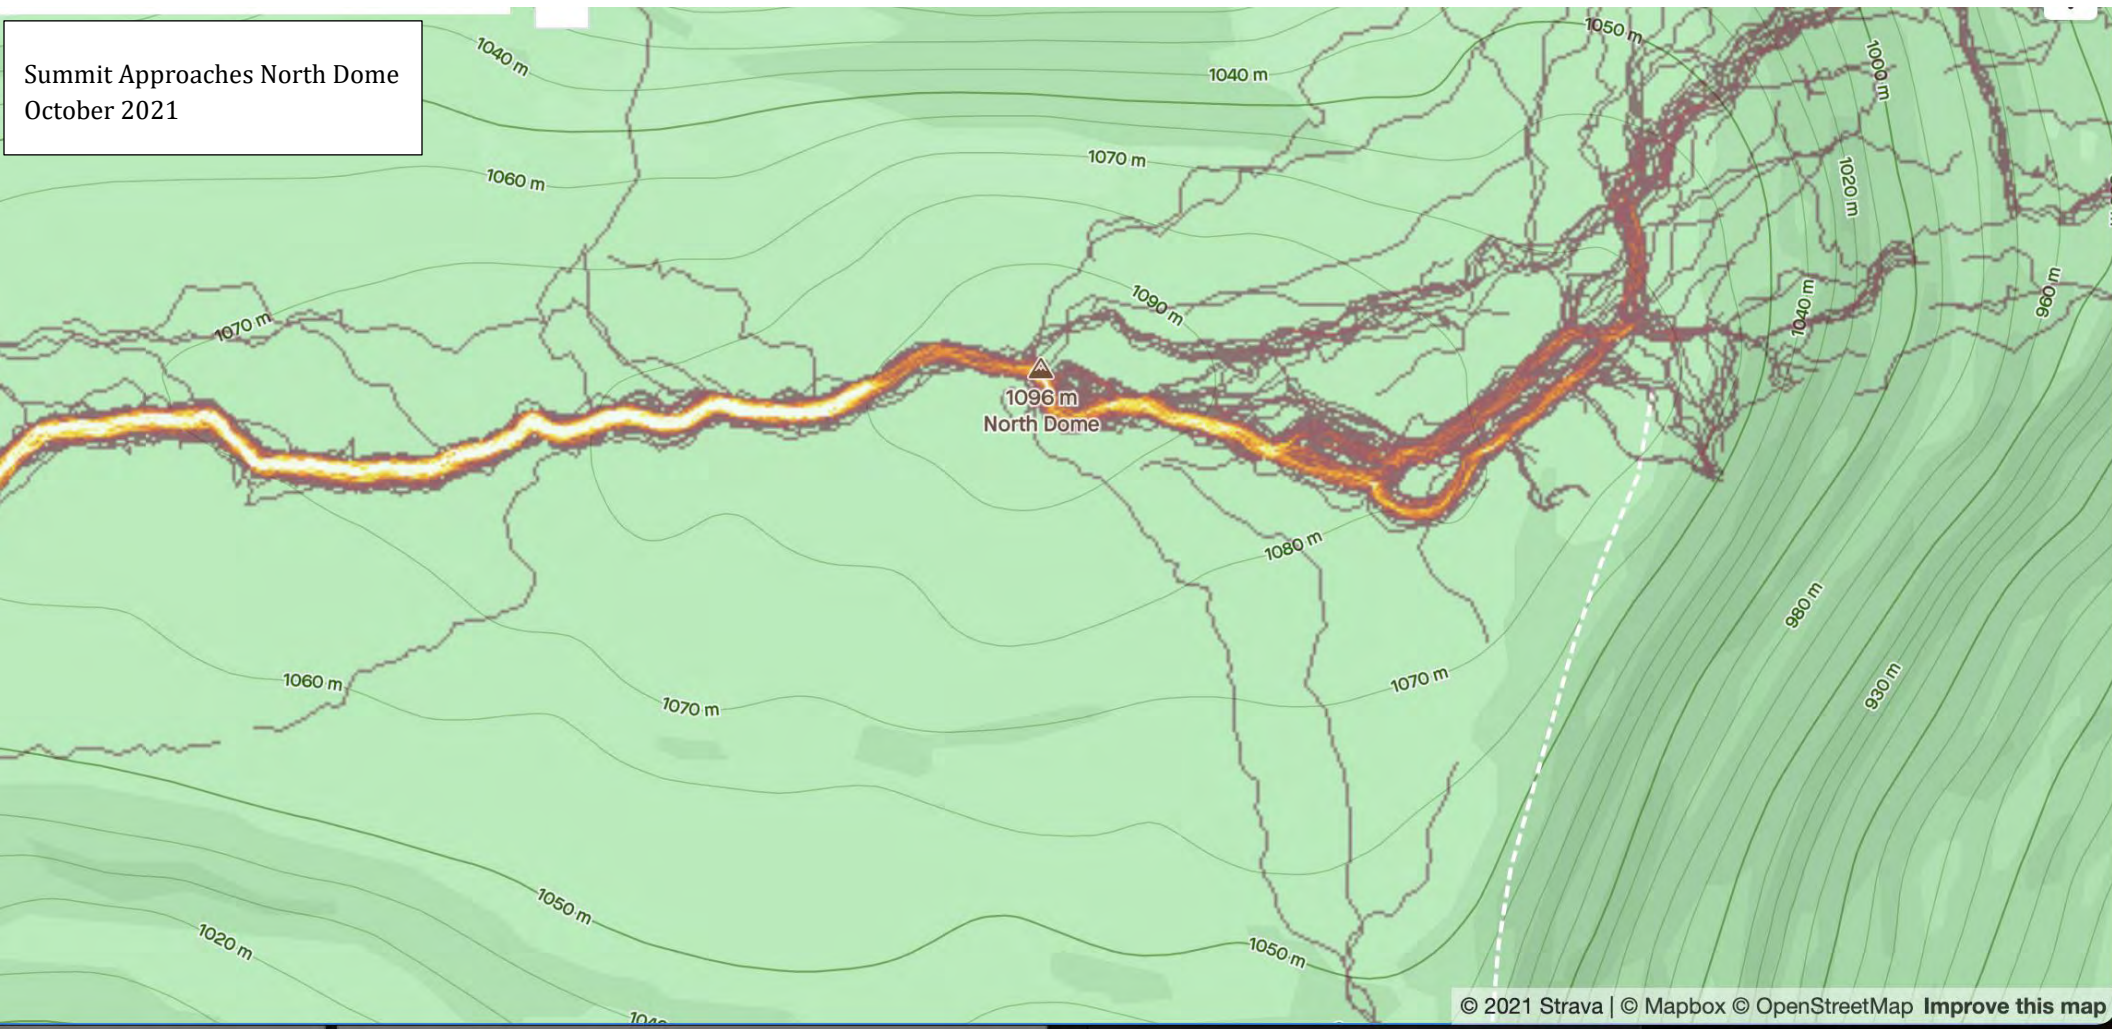 Summit Approaches North Dome
October 2021
1040 m
1050 m
1000 m
1040 m
1060 m
1070 m
1020 m
1070 m
1090 m
1040 m
960 m
1096 m
North Dome
1080 m
980 m
1060 m
1070 m
1070 m
930 m
1050 m
1020 m
1050 m
© 2021 Strava | © Mapbox © OpenStreetMap Improve this map